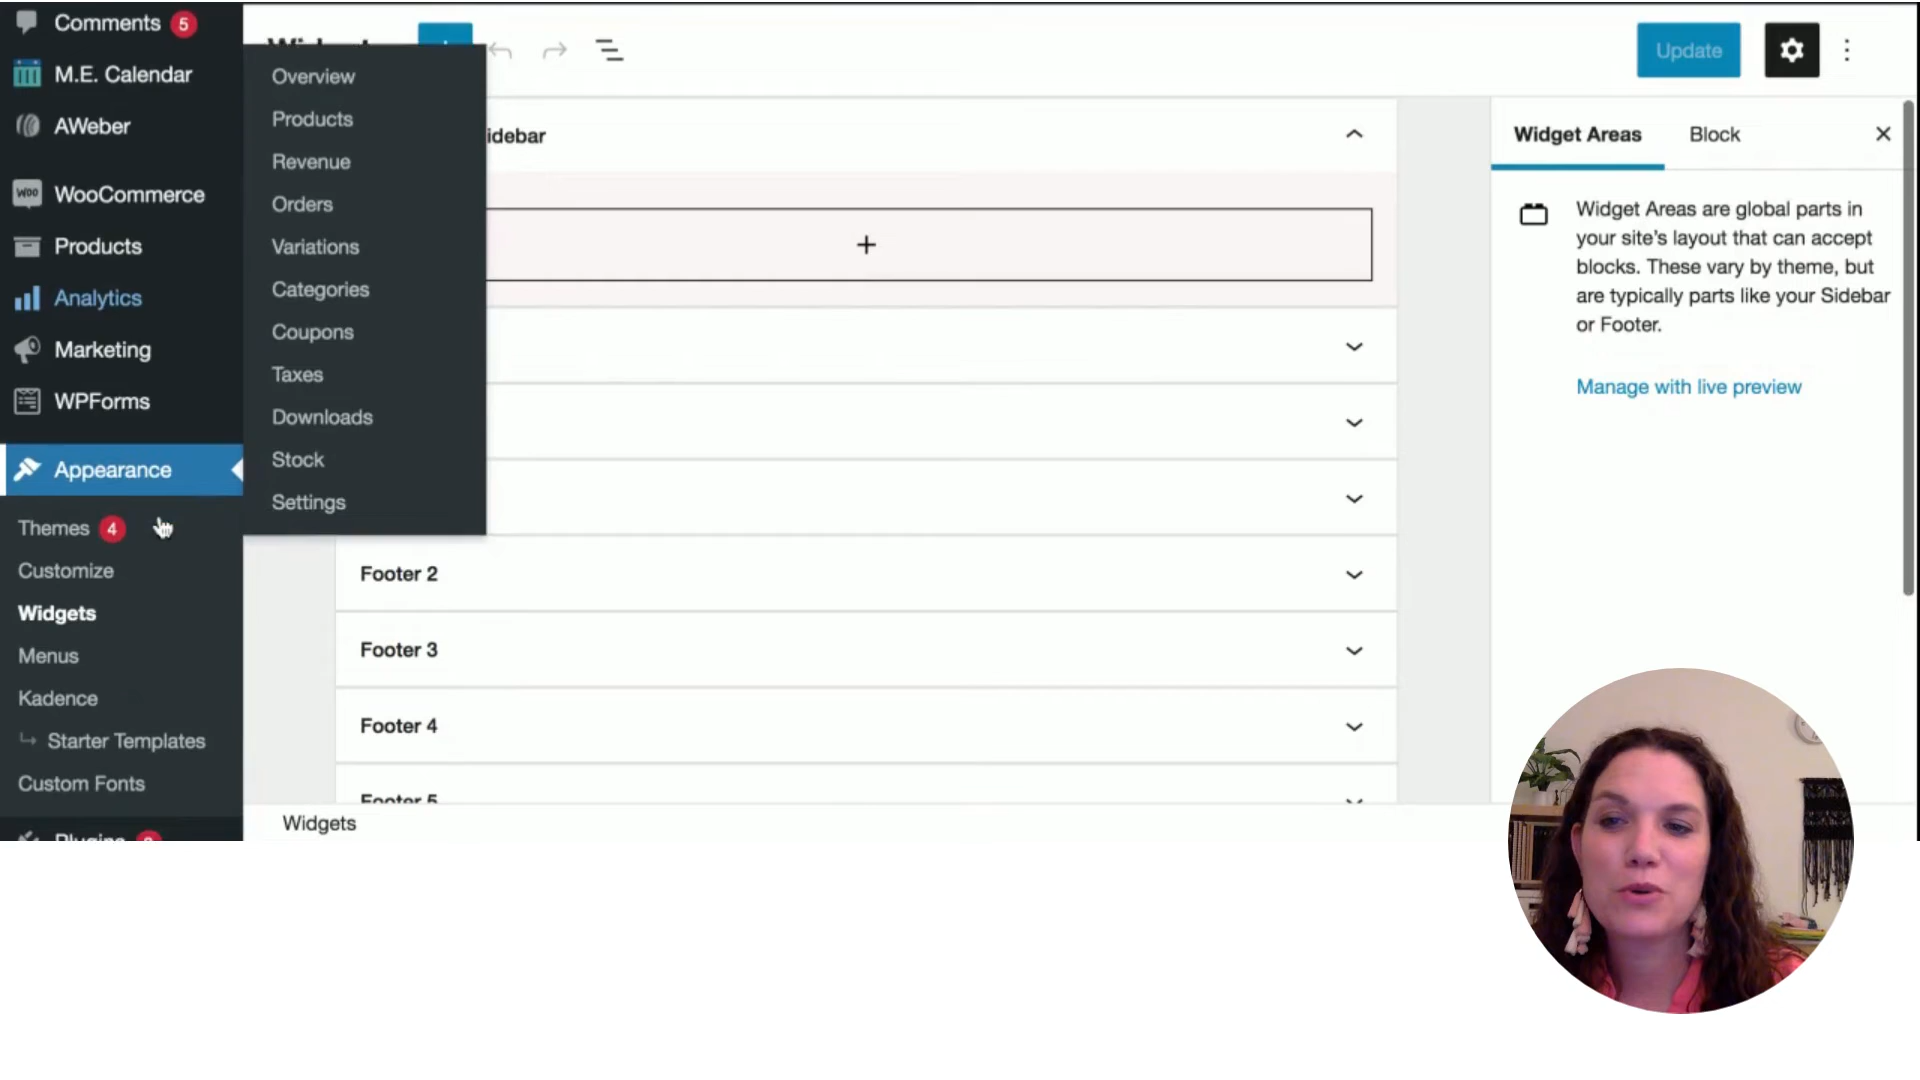 Comments 5
M.E. Calendar
AWeber
WooCommerce
Products
Analytics
Marketing
WPForms
Appearance
Themes 4
Customize
Widgets
Menus
Kadence
Starter Templates
Custom Fonts
Plugins
Overview
Products
Revenue
Orders
Variations
Categories
Coupons
Taxes
Downloads
Stock
Settings
idebar
Footer 2
Footer 3
Footer 4
Footer 5
Widgets
Update
Widget Areas
Block
Widget Areas are global parts in
your site's layout that can accept
blocks. These vary by theme, but
are typically parts like your Sidebar
or Footer.
Manage with live preview